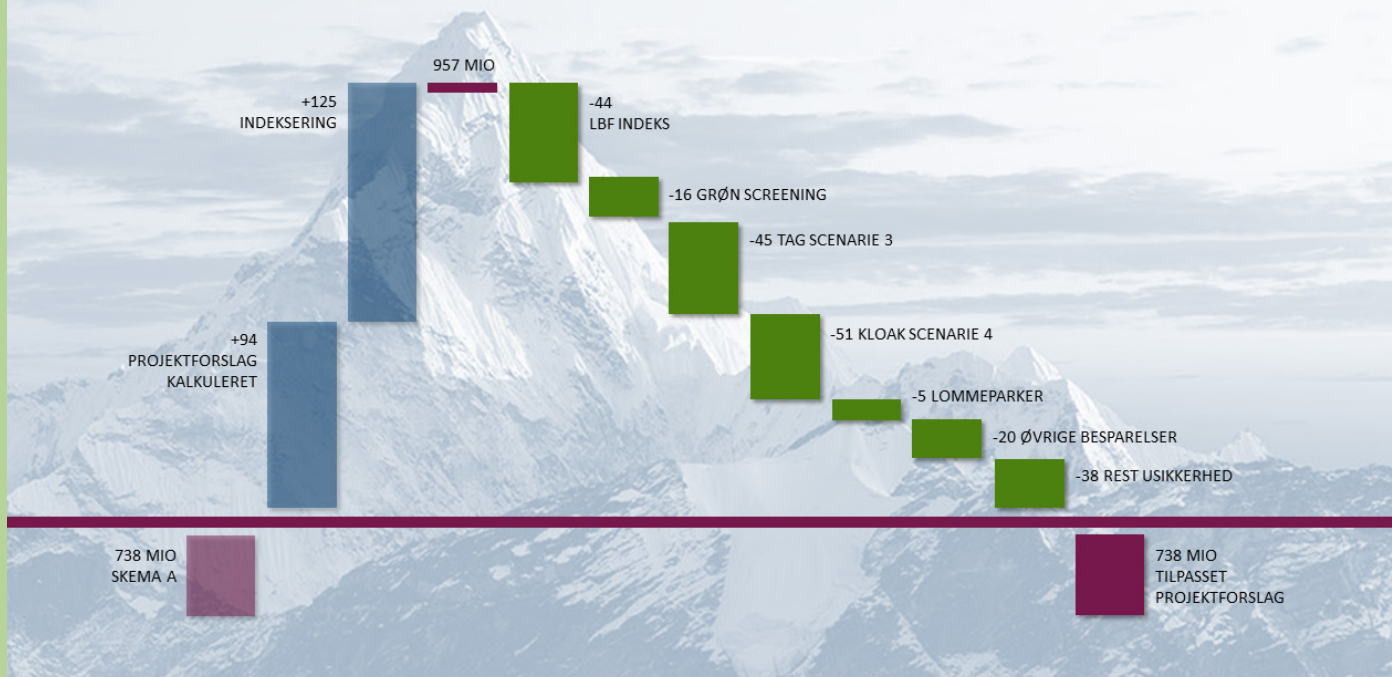 957 MIO
+125
INDEKSERING
-44
LBF INDEKS
-16 GRØN SCREENING
-45 TAG SCENARIE 3
+94
PROJEKTFORSLAG
KALKULERET
-51 KLOAK SCENARIE 4
-5 LOMMEPARKER
-20 ØVRIGE BESPARELSER
-38 REST USIKKERHED
738 MIO
SKEMA A
738 MIO
TILPASSET
PROJEKTFORSLAG